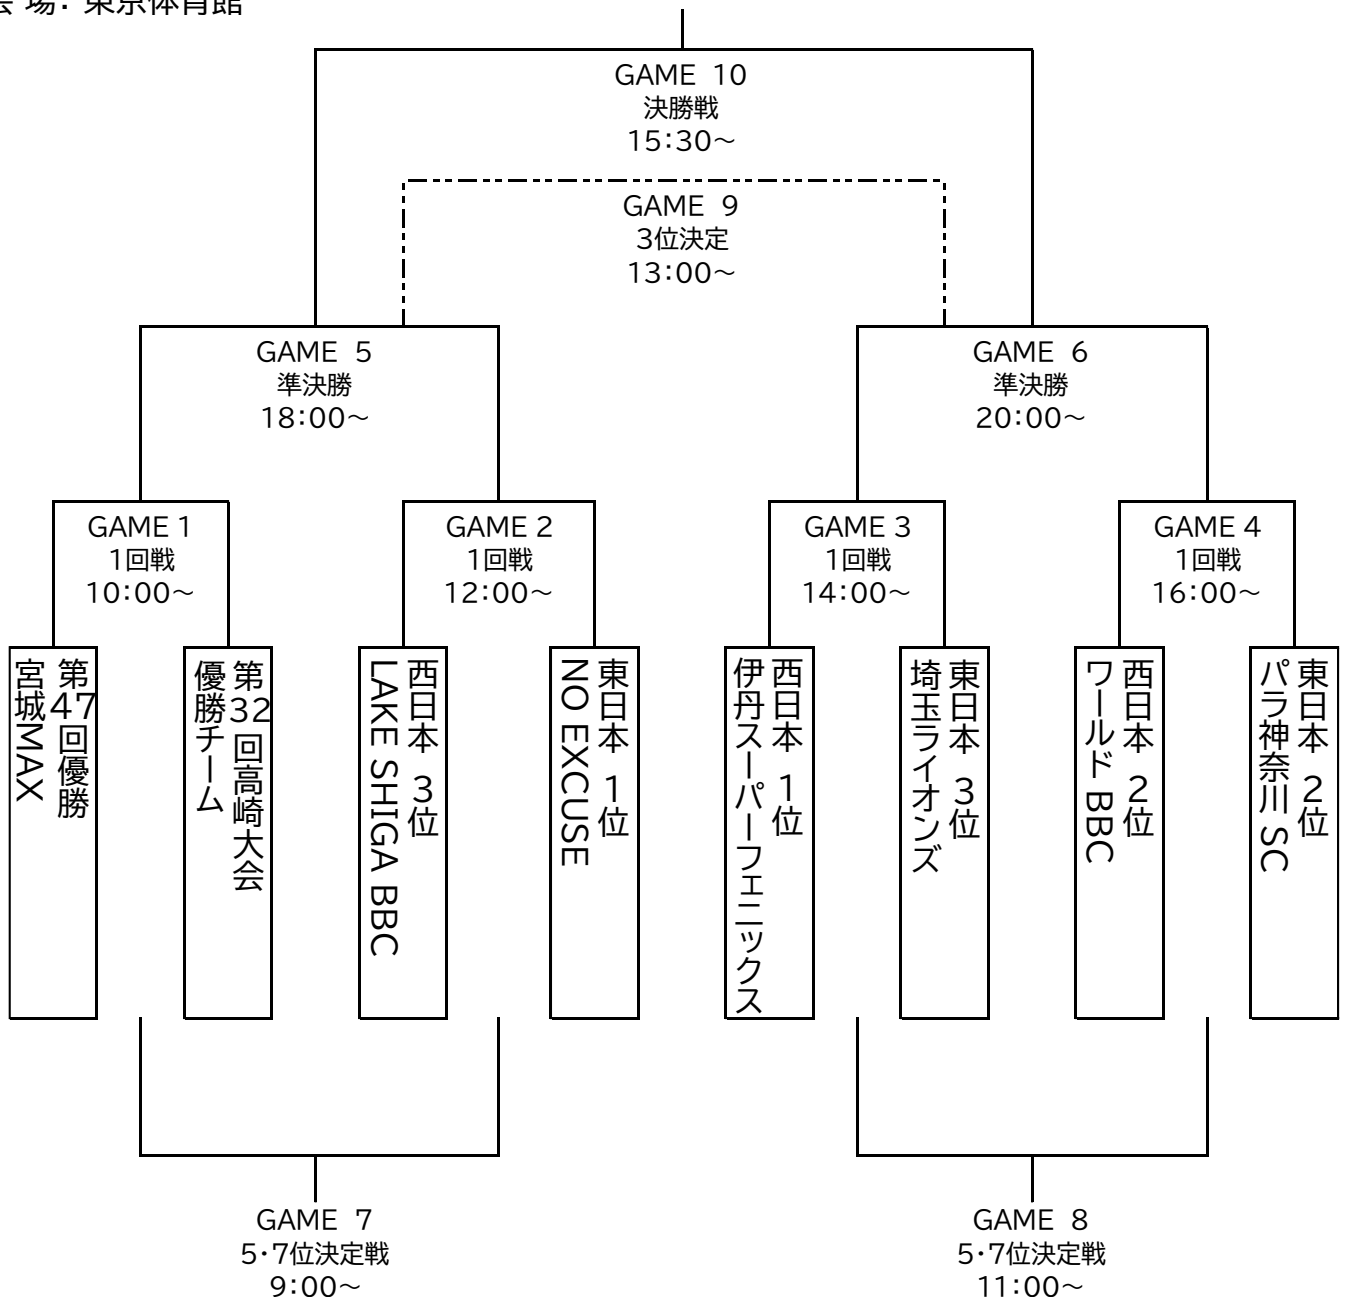 会 場： 東京体育館
GAME 10
決勝戦
15：30～
GAME 9
3位決定
13：00～
GAME 5
準決勝
18：00～
GAME 6
準決勝
20：00～
GAME 1
1回戦
10：00～
GAME 2
1回戦
12：00～
GAME 3
1回戦
14：00～
GAME 4
1回戦
16：00～
第47回優勝
宮城MAX
第32回高崎大会
優勝チーム
西日本 3位
LAKE SHIGA BBC
東日本 1位
NO EXCUSE
西日本 1位
伊丹スーパーフェニックス
東日本 3位
埼玉ライオンズ
西日本 2位
ワールド BBC
東日本 2位
パラ神奈川 SC
GAME 7
5・7位決定戦
9：00～
GAME 8
5・7位決定戦
11：00～